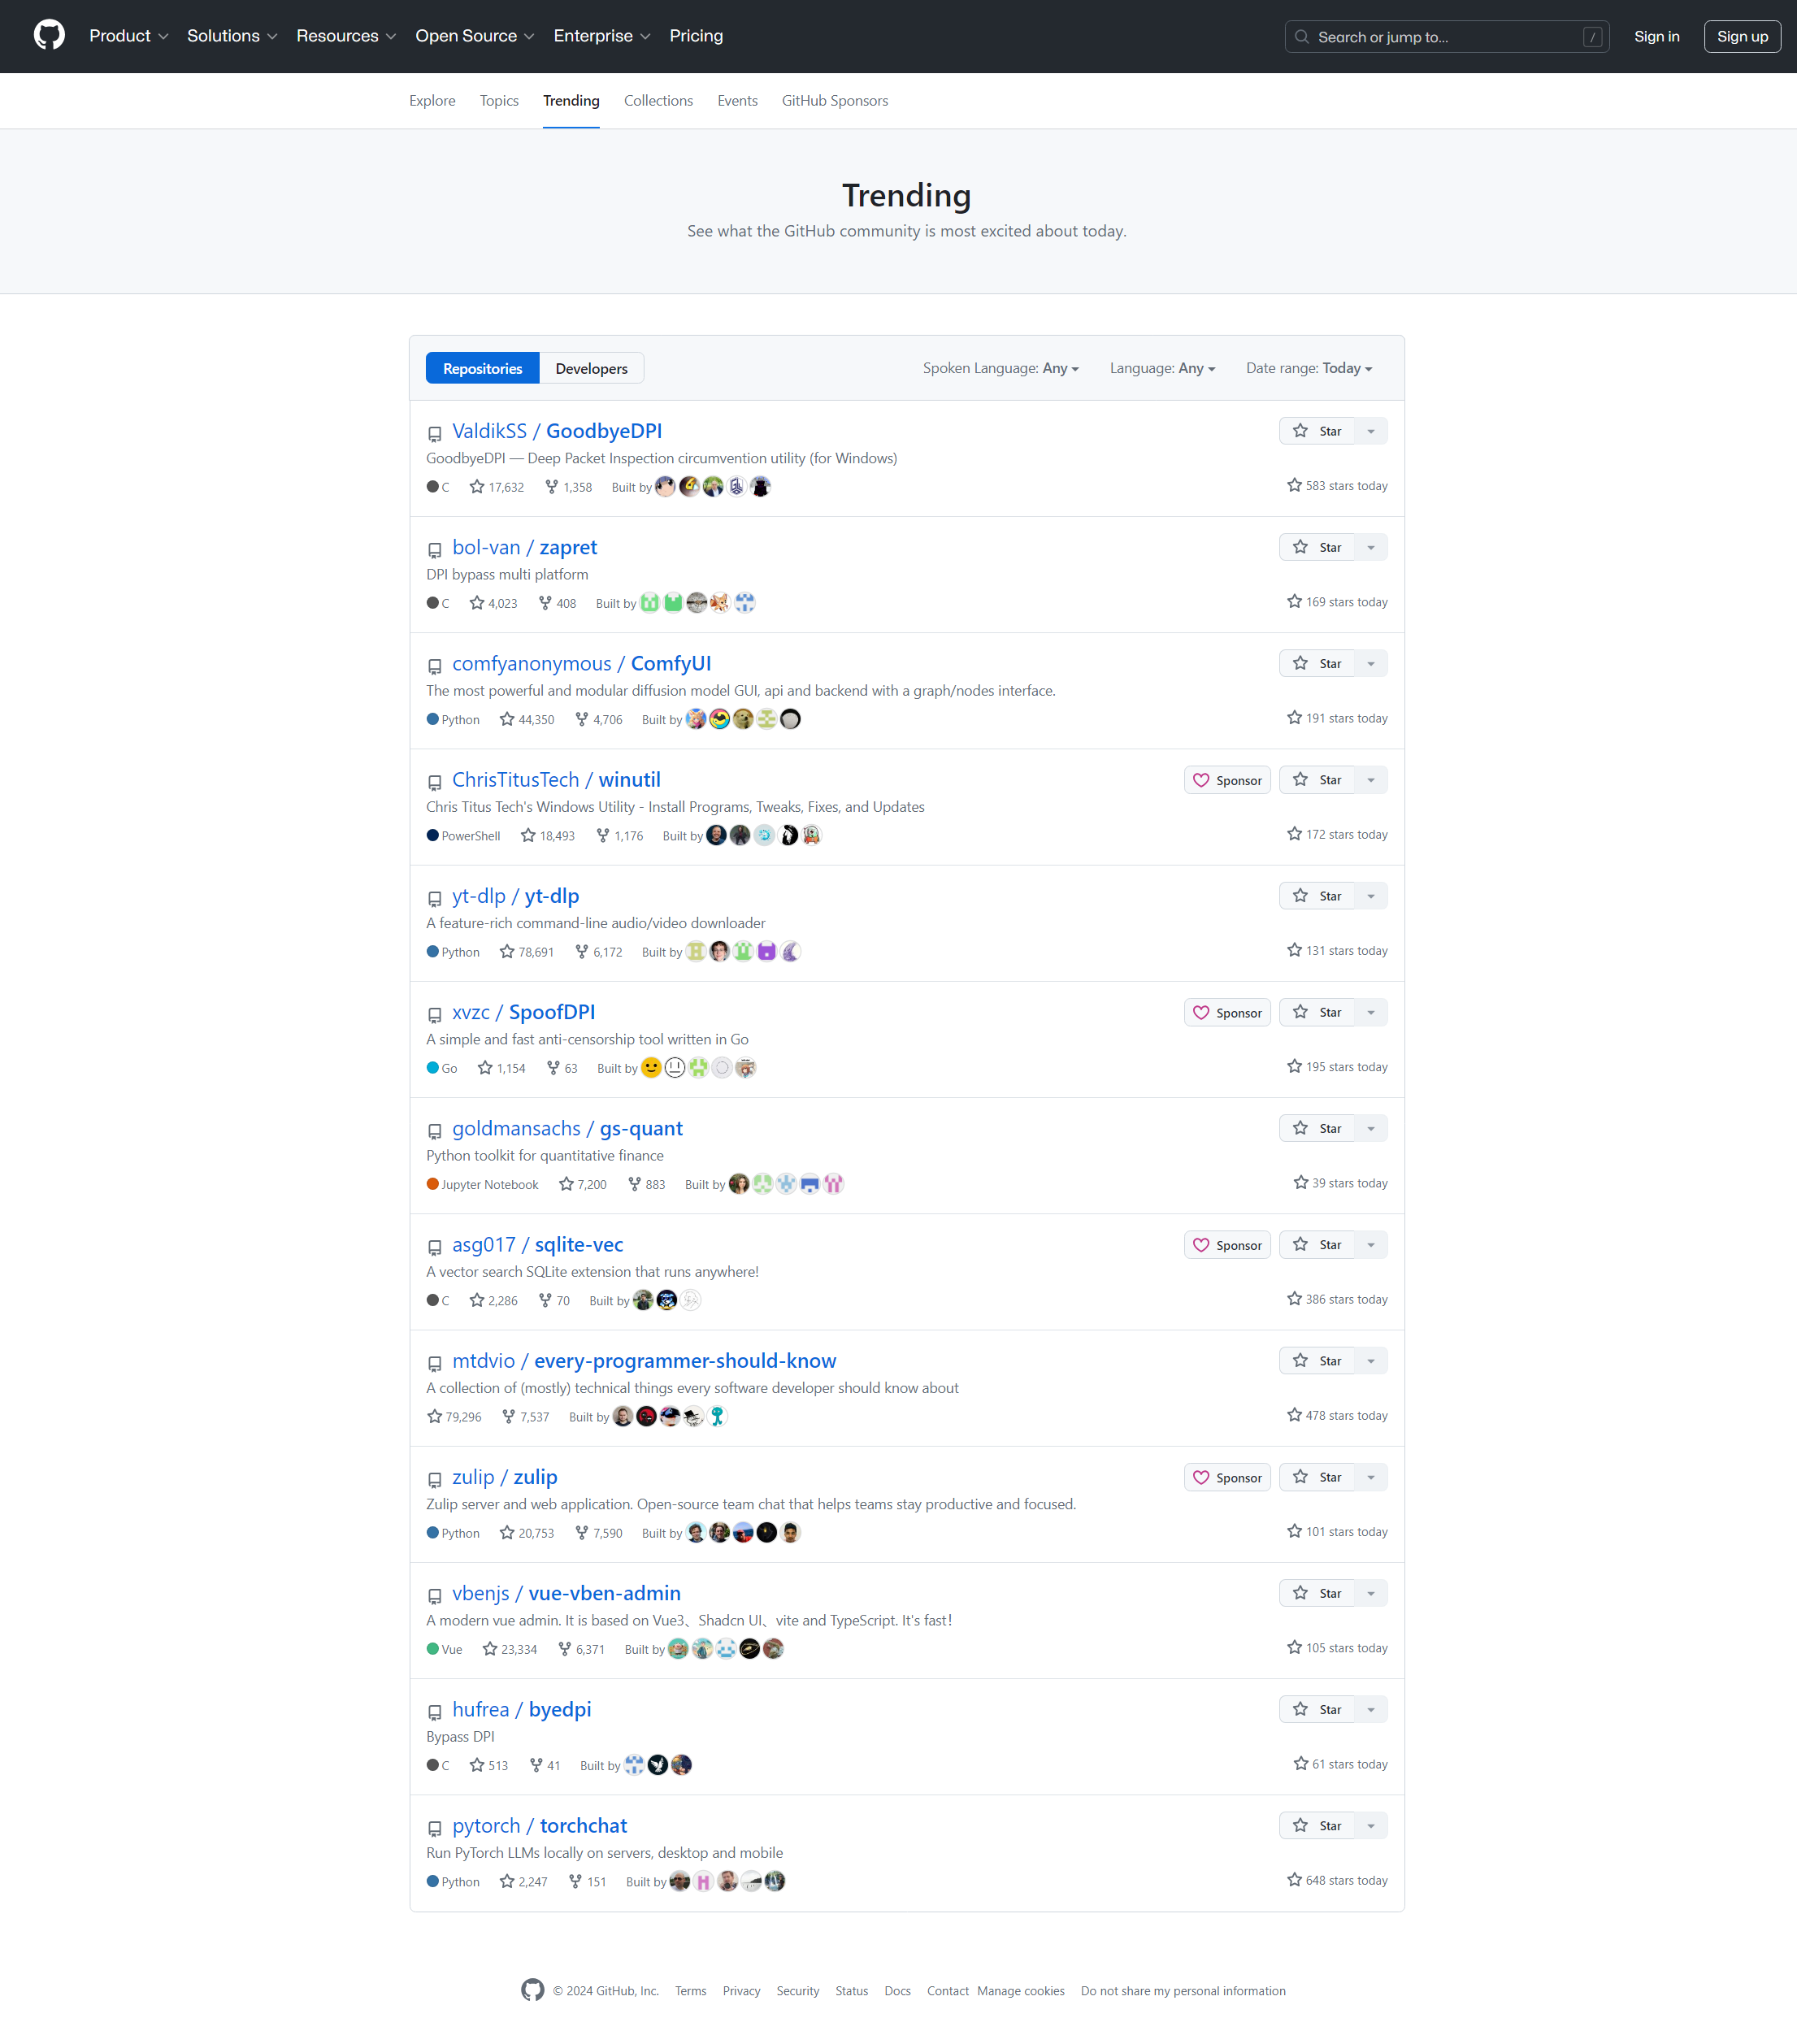 Product Solutions Resources Open Source Enterprise Pricing Search or jump to... / Sign in Sign up
Explore Topics Trending Collections Events GitHub Sponsors
Trending
See what the GitHub community is most excited about today.
Repositories Developers Spoken Language: Any Language: Any Date range: Today
ValdikSS / GoodbyeDPI Star
GoodbyeDPI — Deep Packet Inspection circumvention utility (for Windows)
C 17,632 1,358 Built by 583 stars today
bol-van / zapret Star
DPI bypass multi platform
C 4,023 408 Built by 169 stars today
comfyanonymous / ComfyUI Star
The most powerful and modular diffusion model GUI, api and backend with a graph/nodes interface.
Python 44,350 4,706 Built by 191 stars today
ChrisTitusTech / winutil Sponsor Star
Chris Titus Tech's Windows Utility - Install Programs, Tweaks, Fixes, and Updates
PowerShell 18,493 1,176 Built by 172 stars today
yt-dlp / yt-dlp Star
A feature-rich command-line audio/video downloader
Python 78,691 6,172 Built by 131 stars today
xvzc / SpoofDPI Sponsor Star
A simple and fast anti-censorship tool written in Go
Go 1,154 63 Built by 195 stars today
goldmansachs / gs-quant Star
Python toolkit for quantitative finance
Jupyter Notebook 7,200 883 Built by 39 stars today
asg017 / sqlite-vec Sponsor Star
A vector search SQLite extension that runs anywhere!
C 2,286 70 Built by 386 stars today
mtdvio / every-programmer-should-know Star
A collection of (mostly) technical things every software developer should know about
79,296 7,537 Built by 478 stars today
zulip / zulip Sponsor Star
Zulip server and web application. Open-source team chat that helps teams stay productive and focused.
Python 20,753 7,590 Built by 101 stars today
vbenjs / vue-vben-admin Star
A modern vue admin. It is based on Vue3、Shadcn UI、vite and TypeScript. It's fast!
Vue 23,334 6,371 Built by 105 stars today
hufrea / byedpi Star
Bypass DPI
C 513 41 Built by 61 stars today
pytorch / torchchat Star
Run PyTorch LLMs locally on servers, desktop and mobile
Python 2,247 151 Built by 648 stars today
© 2024 GitHub, Inc. Terms Privacy Security Status Docs Contact Manage cookies Do not share my personal information